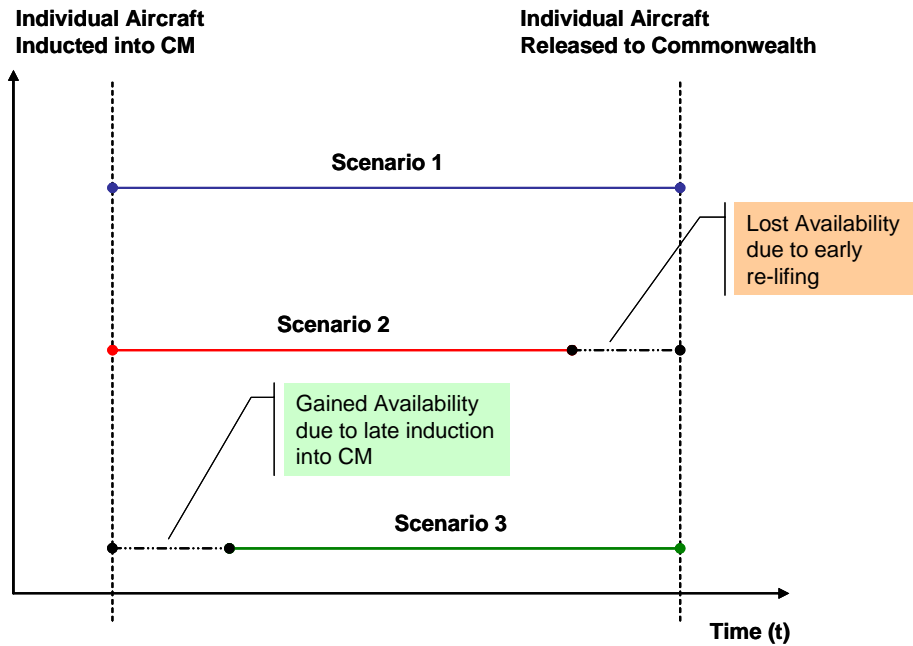 Individual Aircraft
Inducted into CM
Individual Aircraft
Released to Commonwealth
Scenario 1
Lost Availability
due to early
re-lifing
Scenario 2
Gained Availability
due to late induction
into CM
Scenario 3
Time (t)